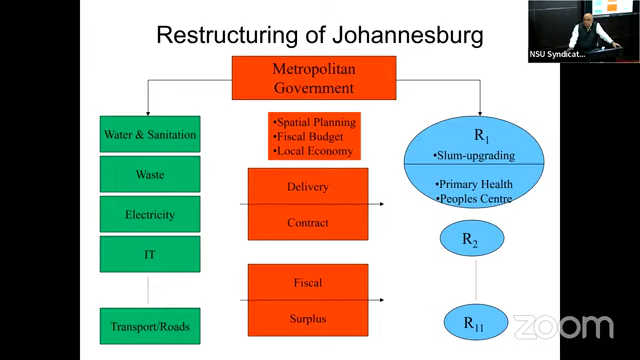 Restructuring of Johannesburg
NSU Syndicat...
Metropolitan
Government
•Spatial Planning
•Fiscal Budget
•Local Economy
Water & Sanitation
Waste
Electricity
IT
Transport/Roads
Delivery
Contract
Fiscal
Surplus
R1
•Slum-upgrading
•Primary Health
•Peoples Centre
R2
R11
zoom